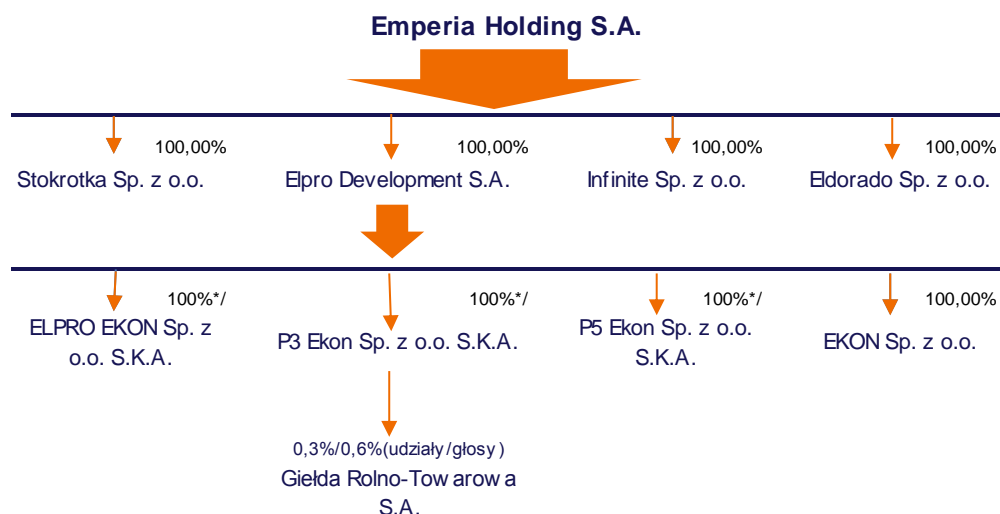 Emperia Holding S.A.
100,00%
100,00%
100,00%
100,00%
Stokrotka Sp. z o.o.
Elpro Development S.A.
Infinite Sp. z o.o.
Eldorado Sp. z o.o.
100%*/
100%*/
100%*/
100,00%
ELPRO EKON Sp. z
o.o. S.K.A.
P3 Ekon Sp. z o.o. S.K.A.
P5 Ekon Sp. z o.o.
S.K.A.
EKON Sp. z o.o.
0,3%/0,6%(udziały/głosy)
Giełda Rolno-Towarowa
S.A.